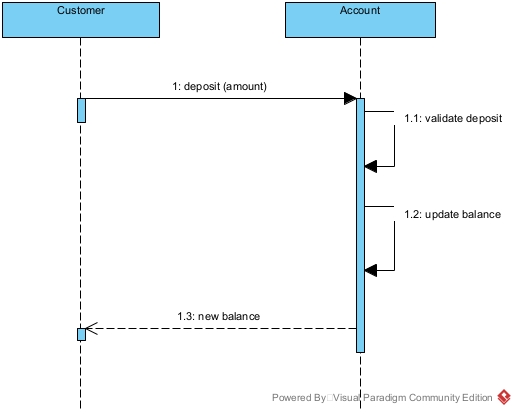 Customer
Account
1: deposit (amount)
1.1: validate deposit
1.2: update balance
1.3: new balance
Powered By Visual Paradigm Community Edition